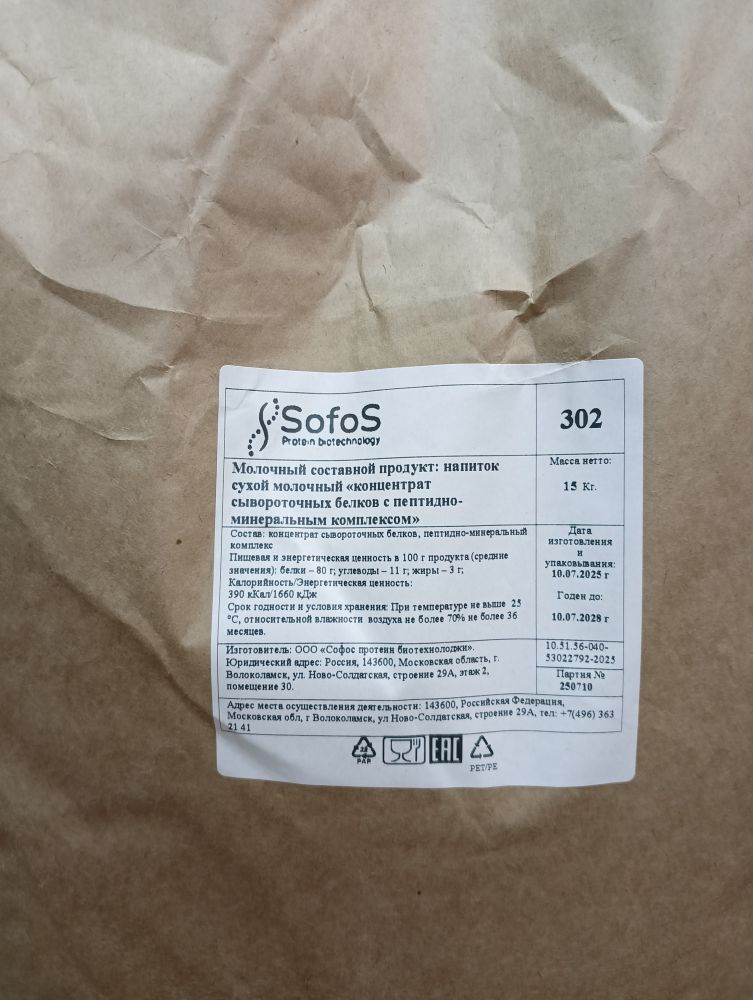 SofoS
Protein biotechnology
302
Молочный составной продукт: напиток
сухой молочный «концентрат
сывороточных белков с пептидно-
минеральным комплексом»
Масса нетто:
15 Кг.
Состав: концентрат сывороточных белков, пептидно-минеральный
комплекс
Пищевая и энергетическая ценность в 100 г продукта (средние
значения): белки – 80 г; углеводы – 11 г; жиры – 3 г;
Калорийность/Энергетическая ценность:
390 кКал/1660 кДж
Срок годности и условия хранения: При температуре не выше 25
°С, относительной влажности воздуха не более 70% не более 36
месяцев.
Дата
изготовления
и
упаковывания:
10.07.2025 г
Годен до:
10.07.2028 г
Изготовитель: ООО «Софос протеин биотехнолоджи».
Юридический адрес: Россия, 143600, Московская область, г.
Волоколамск, ул. Ново-Солдатская, строение 29А, этаж 2,
помещение 30.
10.51.56-040-
53022792-2025
Партия №
250710
Адрес места осуществления деятельности: 143600, Российская Федерация,
Московская обл, г Волоколамск, ул Ново-Солдатская, строение 29А, тел: +7(496) 363
21 41
PAP
EAC
PET/PE